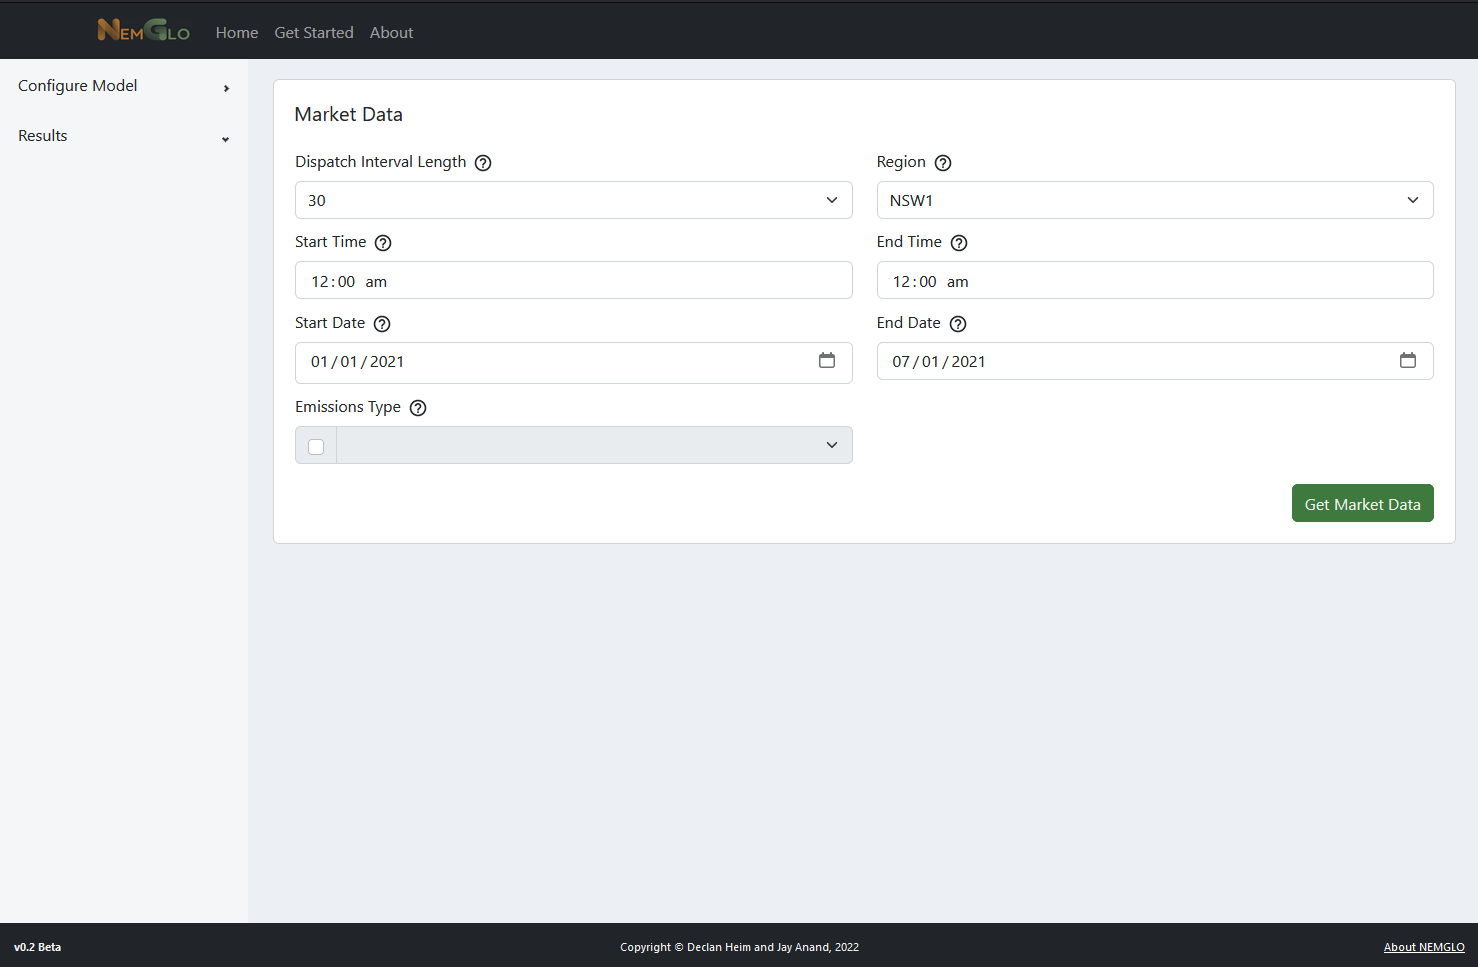 NEMGLO Home Get Started About
Configure Model
Results
Market Data
Dispatch Interval Length
Region
30
NSW1
Start Time
End Time
12:00 am
12:00 am
Start Date
End Date
01/01/2021
07/01/2021
Emissions Type
Get Market Data
v0.2 Beta
Copyright © Declan Heim and Jay Anand, 2022
About NEMGLO